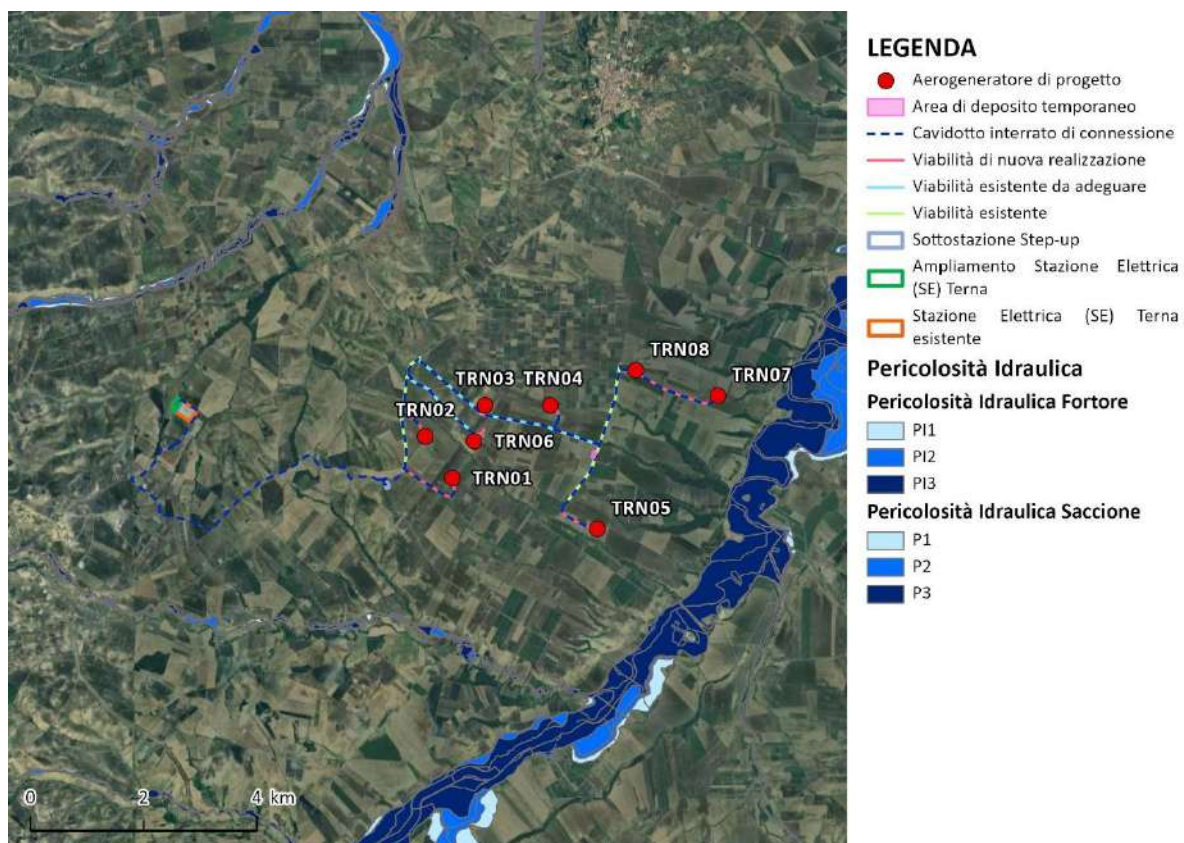 TRN08
TRN07
TRN03 TRN04
TRN02
TRN06
TRN01
TRN05
0 2 4 km
LEGENDA
Aerogeneratore di progetto
Area di deposito temporaneo
Cavidotto interrato di connessione
Viabilità di nuova realizzazione
Viabilità esistente da adeguare
Viabilità esistente
Sottostazione Step-up
Ampliamento Stazione Elettrica
(SE) Terna
Stazione Elettrica (SE) Terna
esistente
Pericolosità Idraulica
Pericolosità Idraulica Fortore
PI1
PI2
PI3
Pericolosità Idraulica Saccione
P1
P2
P3